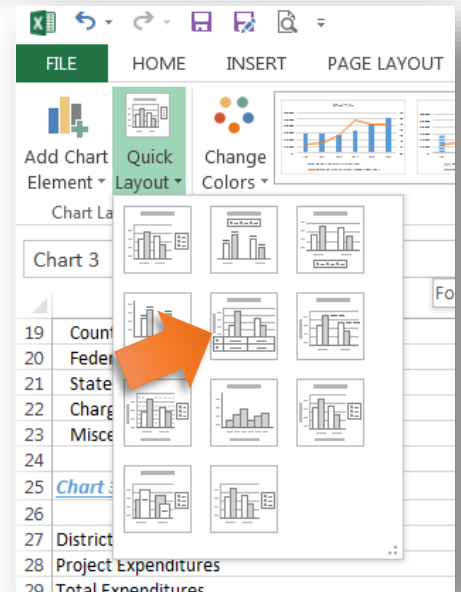 FILE HOME INSERT PAGE LAYOUT
Add Chart Element Quick Layout Change Colors
Chart La
Chart 3
Fo
19 Coun
20 Feder
21 State
22 Charg
23 Misce
24
25 Chart 3
26
27 District
28 Project Expenditures
29 Total Expenditures